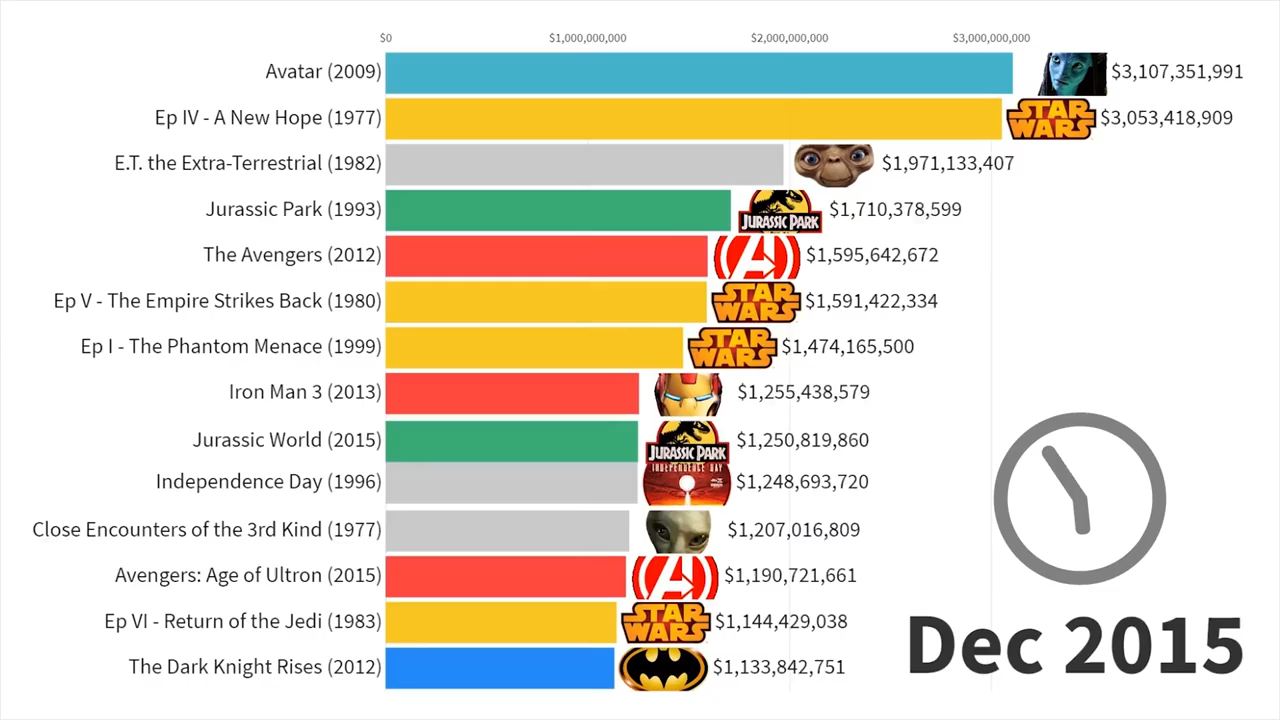 $0 $1,000,000,000 $2,000,000,000 $3,000,000,000
Avatar (2009) $3,107,351,991
Ep IV - A New Hope (1977) STAR WARS $3,053,418,909
E.T. the Extra-Terrestrial (1982) $1,971,133,407
Jurassic Park (1993) JURASSIC PARK $1,710,378,599
The Avengers (2012) A $1,595,642,672
Ep V - The Empire Strikes Back (1980) STAR WARS $1,591,422,334
Ep I - The Phantom Menace (1999) STAR WARS $1,474,165,500
Iron Man 3 (2013) $1,255,438,579
Jurassic World (2015) JURASSIC PARK $1,250,819,860
Independence Day (1996) INDEPENDENCE DAY $1,248,693,720
Close Encounters of the 3rd Kind (1977) $1,207,016,809
Avengers: Age of Ultron (2015) A $1,190,721,661
Ep VI - Return of the Jedi (1983) STAR WARS $1,144,429,038
The Dark Knight Rises (2012) $1,133,842,751
Dec 2015